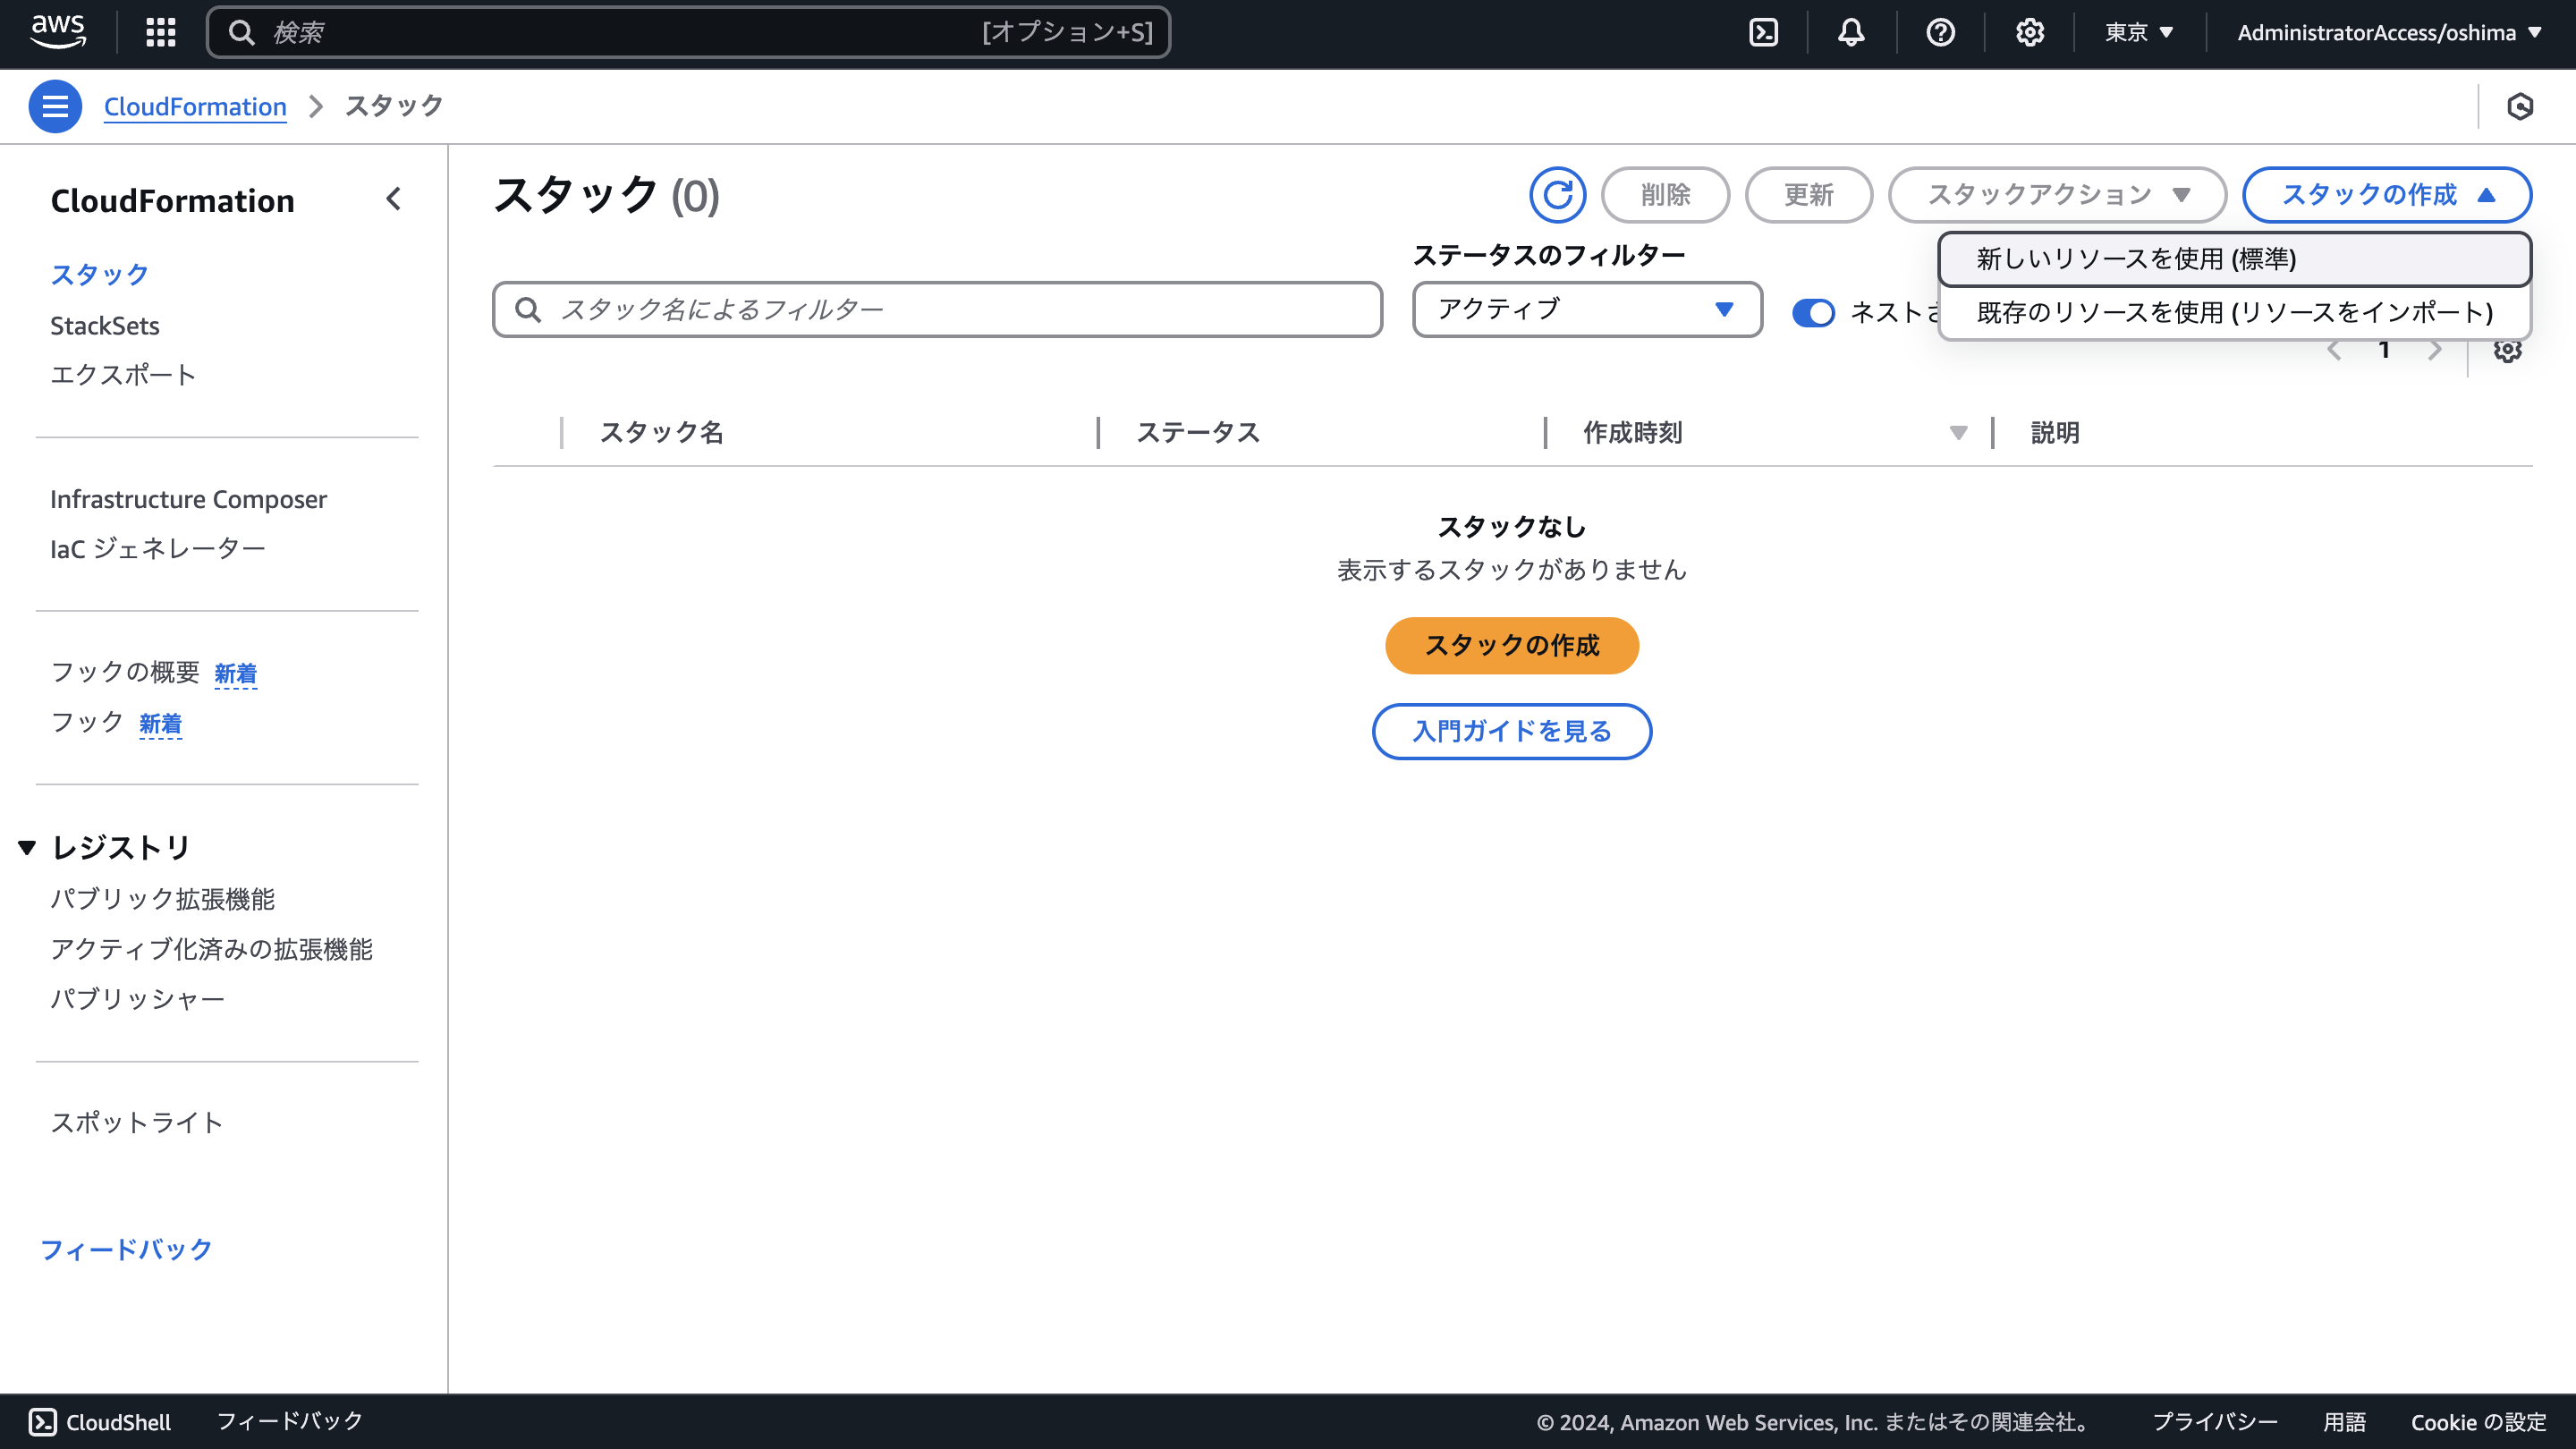 aws
検索
[オプション+S]
東京
AdministratorAccess/oshima
CloudFormation
スタック
CloudFormation
スタック
StackSets
エクスポート
Infrastructure Composer
IaC ジェネレーター
フックの概要 新着
フック 新着
レジストリ
パブリック拡張機能
アクティブ化済みの拡張機能
パブリッシャー
スポットライト
フィードバック
スタック (0)
削除
更新
スタックアクション
スタックの作成
新しいリソースを使用 (標準)
既存のリソースを使用 (リソースをインポート)
ステータスのフィルター
スタック名によるフィルター
アクティブ
ネスト
1
スタック名
ステータス
作成時刻
説明
スタックなし
表示するスタックがありません
スタックの作成
入門ガイドを見る
CloudShell
フィードバック
© 2024, Amazon Web Services, Inc. またはその関連会社。
プライバシー
用語
Cookie の設定